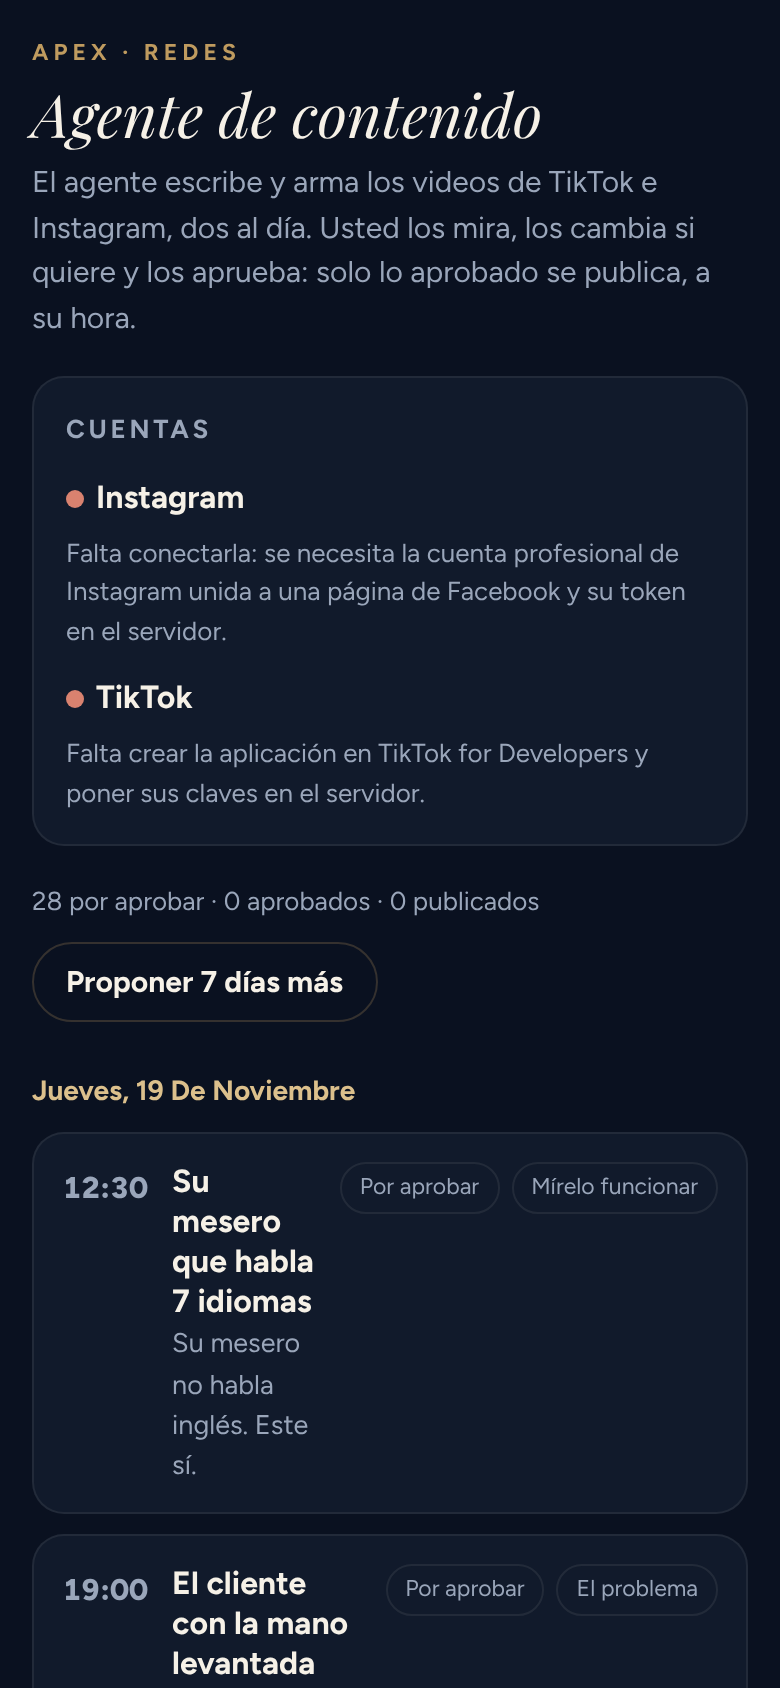 APEX · REDES
Agente de contenido
El agente escribe y arma los videos de TikTok e
Instagram, dos al día. Usted los mira, los cambia si
quiere y los aprueba: solo lo aprobado se publica, a
su hora.
CUENTAS
Instagram
Falta conectarla: se necesita la cuenta profesional de
Instagram unida a una página de Facebook y su token
en el servidor.
TikTok
Falta crear la aplicación en TikTok for Developers y
poner sus claves en el servidor.
28 por aprobar · 0 aprobados · 0 publicados
Proponer 7 días más
Jueves, 19 De Noviembre
12:30
Su
mesero
que habla
7 idiomas
Su mesero
no habla
inglés. Este
sí.
Por aprobar
Mírelo funcionar
19:00
El cliente
con la mano
levantada
Por aprobar
El problema